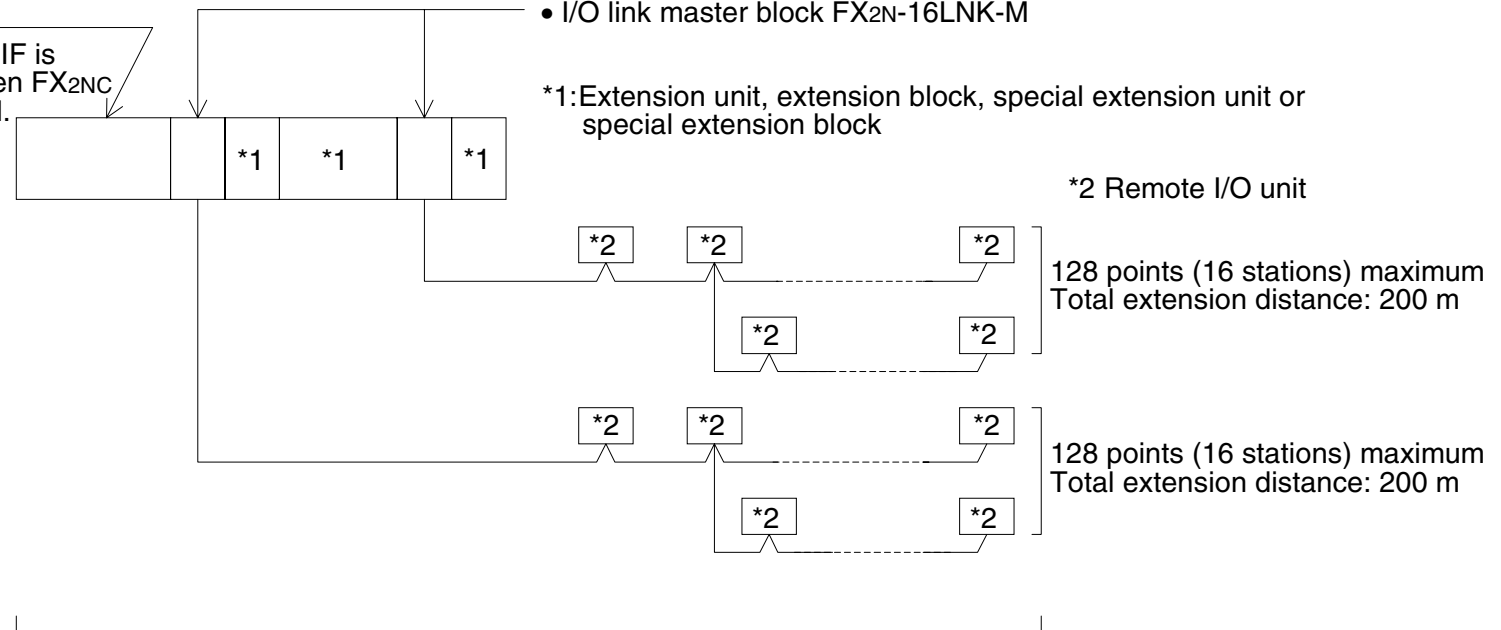 • I/O link master block FX2N-16LNK-M
IF is
en FX2NC
*1:Extension unit, extension block, special extension unit or
special extension block
*1 *1 *1
*2 Remote I/O unit
*2 *2 *2
128 points (16 stations) maximum
Total extension distance: 200 m
*2 *2
*2 *2 *2
128 points (16 stations) maximum
Total extension distance: 200 m
*2 *2